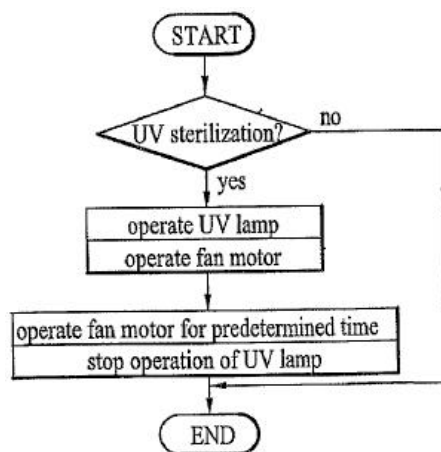 START
UV sterilization?
no
yes
operate UV lamp
operate fan motor
operate fan motor for predetermined time
stop operation of UV lamp
END